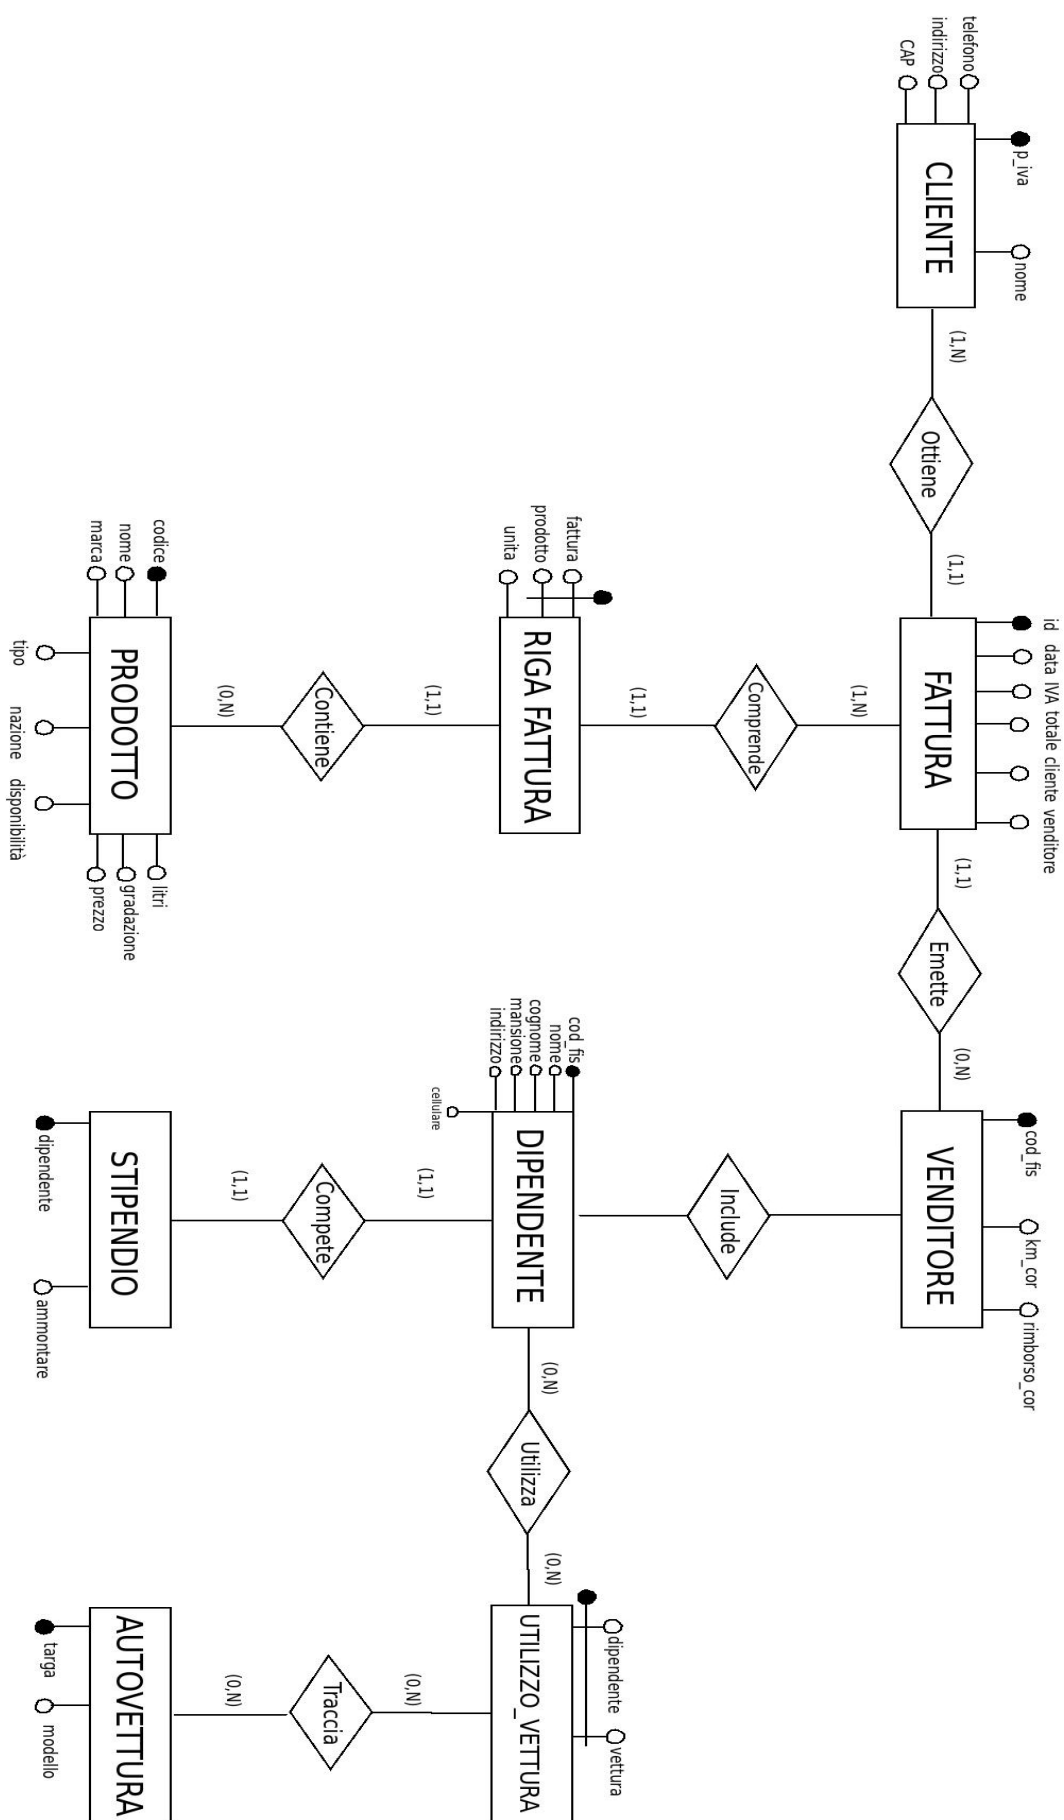 telefono
indirizzo
CAP
p_iva
nome
CLIENTE
(1,N)
Ottiene
(1,1)
id data IVA totale cliente venditore
FATTURA
(1,1)
Emette
(0,N)
cod_fis
km_cor
rimborso_cor
VENDITORE
(1,N)
Comprende
(1,1)
fattura
prodotto
unita
RIGA FATTURA
(1,1)
Contiene
(0,N)
codice
nome
marca
PRODOTTO
litri
gradazione
prezzo
tipo
nazione
disponibilità
Include
cod_fis
nome
cognome
mansione
indirizzo
cellulare
DIPENDENTE
(1,1)
Compete
(1,1)
STIPENDIO
dipendente
ammontare
(0,N)
Utilizza
(0,N)
dipendente
vettura
UTILIZZO_VETTURA
(0,N)
Traccia
(0,N)
AUTOVETTURA
targa
modello